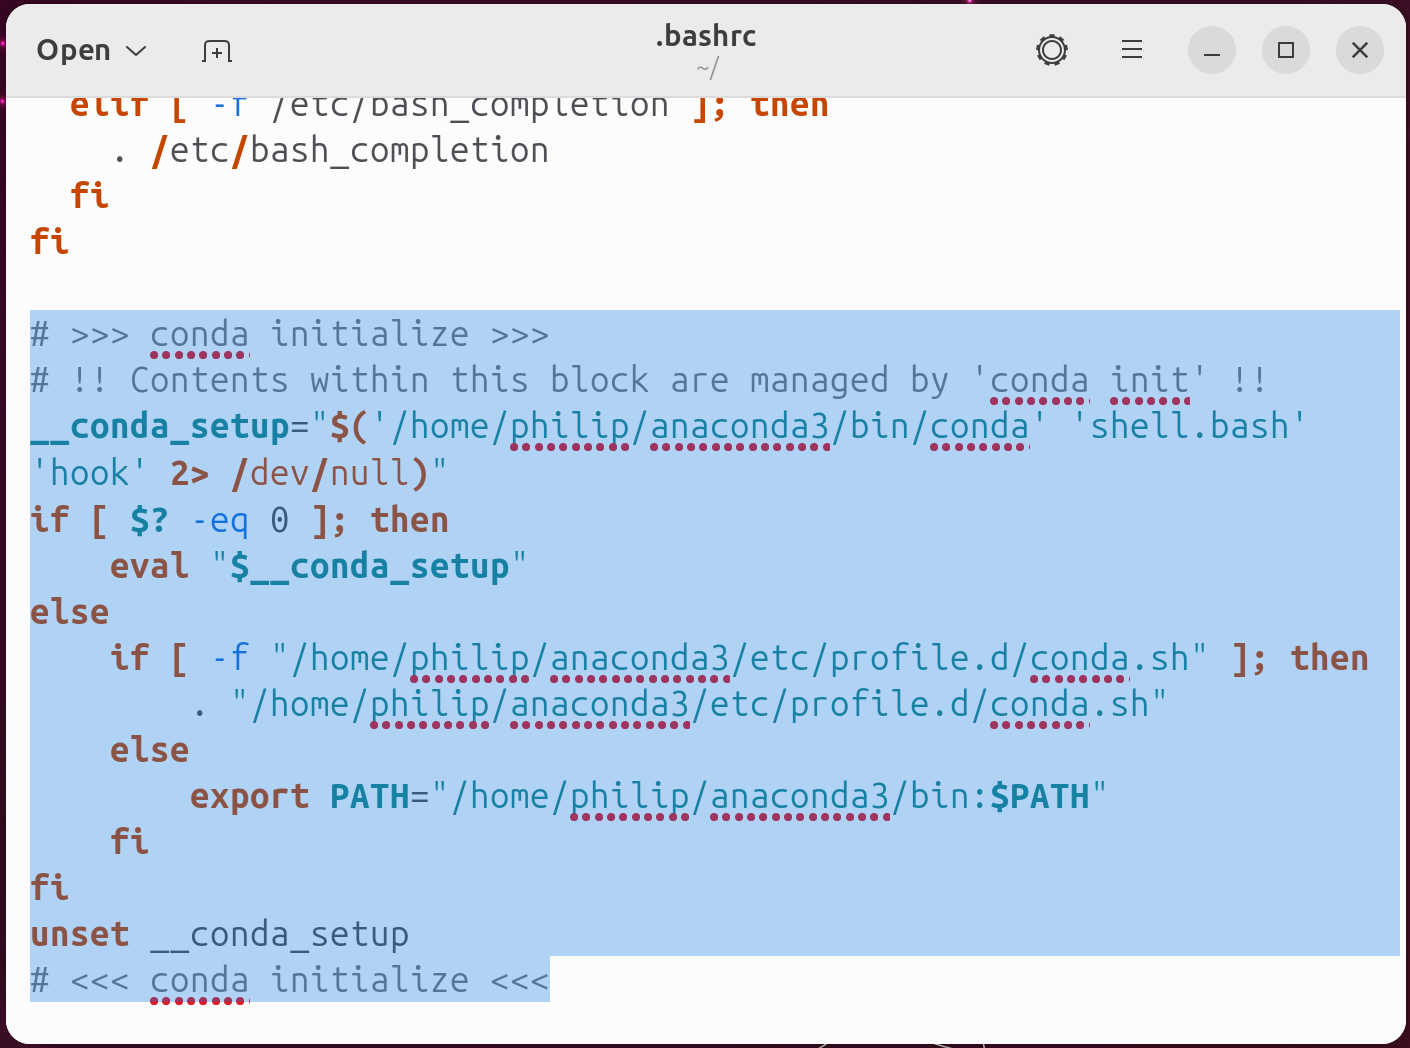 Open
.bashrc
~/
elif [ -f /etc/bash_completion ]; then
. /etc/bash_completion
fi
fi
# >>> conda initialize >>>
# !! Contents within this block are managed by 'conda init' !!
__conda_setup="$('/home/philip/anaconda3/bin/conda' 'shell.bash'
'hook' 2> /dev/null)"
if [ $? -eq 0 ]; then
eval "$__conda_setup"
else
if [ -f "/home/philip/anaconda3/etc/profile.d/conda.sh" ]; then
. "/home/philip/anaconda3/etc/profile.d/conda.sh"
else
export PATH="/home/philip/anaconda3/bin:$PATH"
fi
fi
unset __conda_setup
# <<< conda initialize <<<